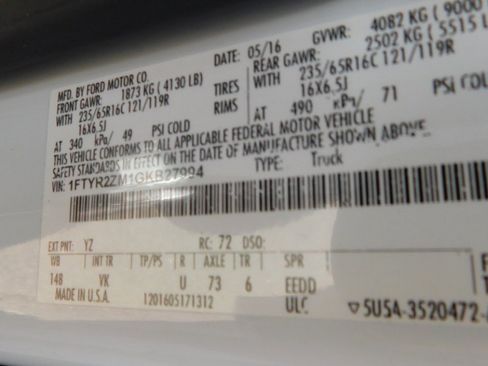 MFD. BY FORD MOTOR CO. DATE: 05/16 GVWR: 4082 KG (9000
FRONT GAWR: 1873 KG (4130 LB) REAR GAWR: 2502 KG (5515
WITH 235/65R16C 121/119R TIRES WITH 235/65R16C 121/119R
16X6.5J RIMS 16X6.5J
AT 340 kPa/ 49 PSI COLD AT 490 kPa/ 71 PSI COL
THIS VEHICLE CONFORMS TO ALL APPLICABLE FEDERAL MOTOR VEHICLE
SAFETY STANDARDS IN EFFECT ON THE DATE OF MANUFACTURE SHOWN ABOVE.
VIN: 1FTYR2ZM1GKB27994 TYPE: Truck
EXT PNT: YZ RC: 72 DSO:
WB INT TR TP/PS R AXLE TR SPR
148 VK U 73 6 EEDD
MADE IN U.S.A. 1201605171312 ULC 5U5A-3520472-